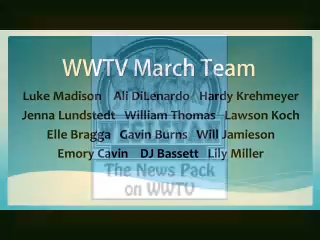 WWTV March Team
Luke Madison Ali DiLenardo Hardy Krehmeyer
Jenna Lundstedt William Thomas Lawson Koch
Elle Bragga Gavin Burns Will Jamieson
Emory Cavin DJ Bassett Lily Miller
WESLEYAN
The News Pack
on WWTV